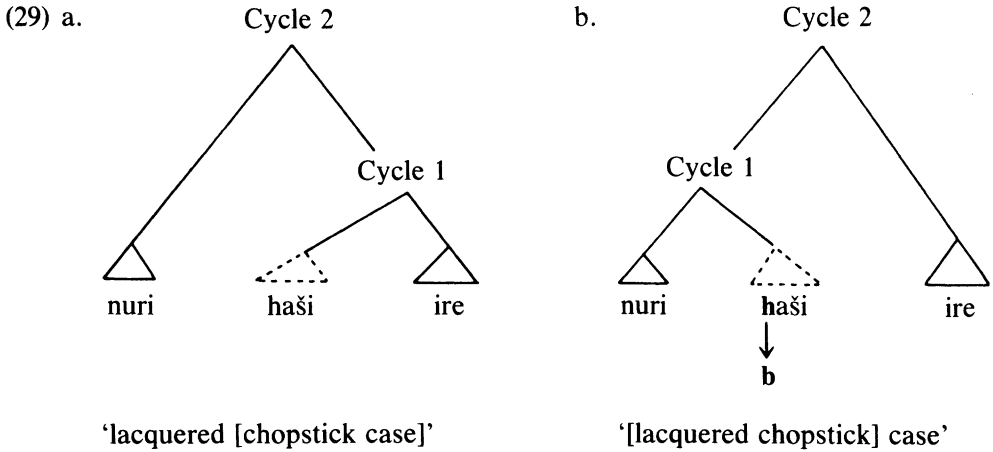 (29) a. Cycle 2 b. Cycle 2
Cycle 1 Cycle 1
nuri haši ire nuri haši ire
b
‘lacquered [chopstick case]’ ‘[lacquered chopstick] case’